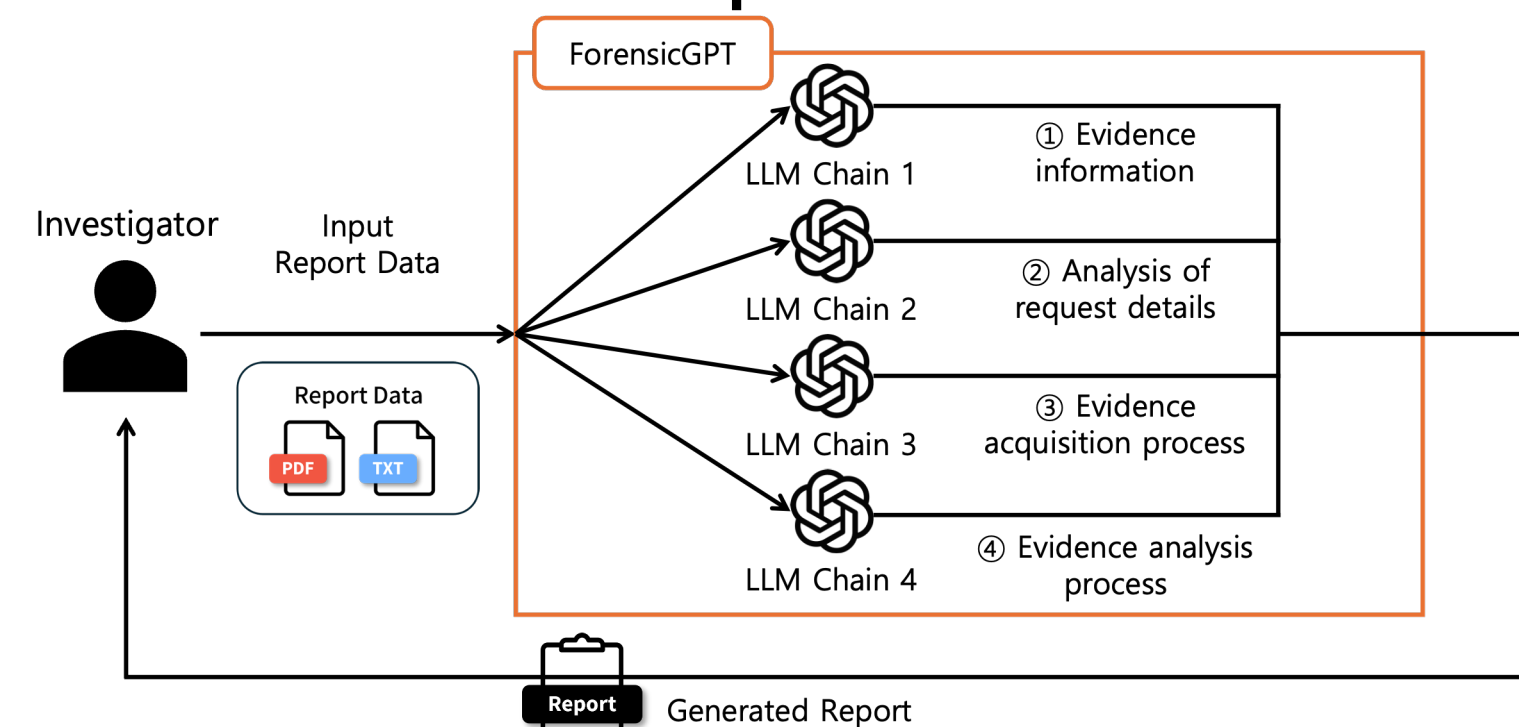 ForensicGPT
Investigator
Input
Report Data
Report Data
PDF
TXT
LLM Chain 1
① Evidence
information
LLM Chain 2
② Analysis of
request details
LLM Chain 3
③ Evidence
acquisition process
LLM Chain 4
④ Evidence analysis
process
Report
Generated Report